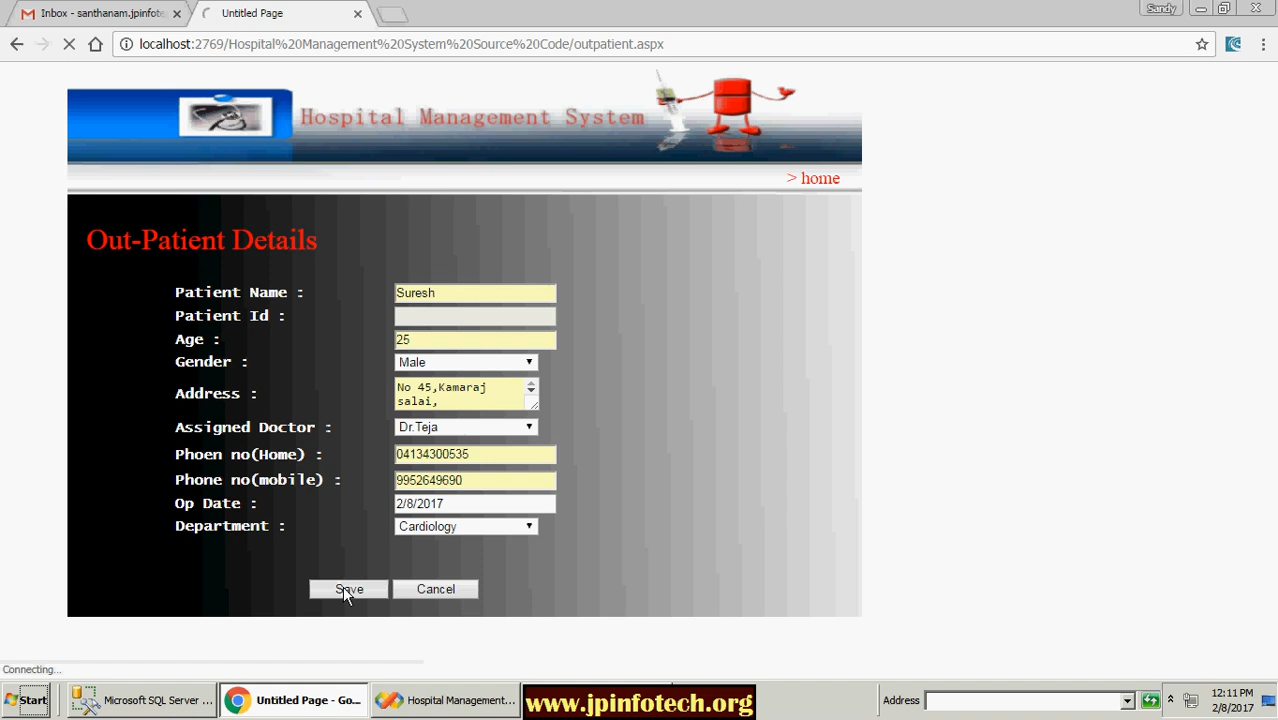 Inbox - santhanam.jpinfote
Untitled Page
Sandy
localhost:2769/Hospital%20Management%20System%20Source%20Code/outpatient.aspx
Hospital Management System
> home
Out-Patient Details
Patient Name : Suresh
Patient Id :
Age : 25
Gender : Male
Address : No 45,Kamaraj
salai,
Assigned Doctor : Dr.Teja
Phoen no(Home) : 04134300535
Phone no(mobile) : 9952649690
Op Date : 2/8/2017
Department : Cardiology
Save Cancel
Connecting...
Start Microsoft SQL Server ... Untitled Page - Go... Hospital Management... www.jpinfotech.org Address 12:11 PM
2/8/2017